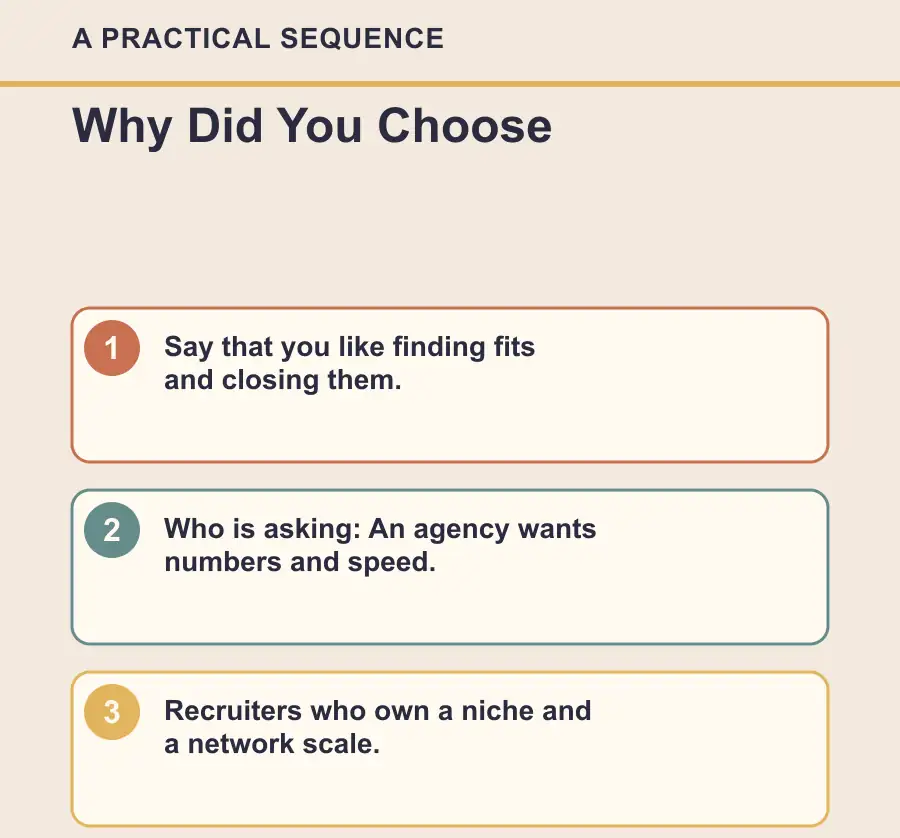 A PRACTICAL SEQUENCE
Why Did You Choose
1
Say that you like finding fits
and closing them.
2
Who is asking: An agency wants
numbers and speed.
3
Recruiters who own a niche and
a network scale.